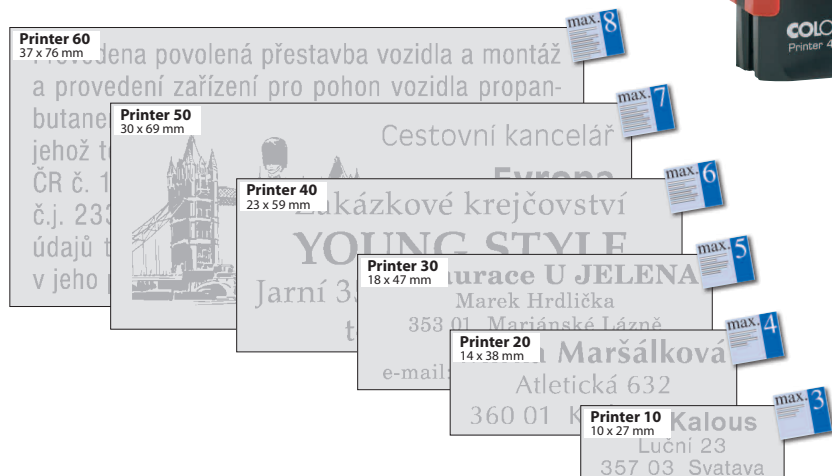 Printer 60
37 x 76 mm
max. 8
povolená přestavba vozidla a montáž
a provedení zařízení pro pohon vozidla propan-
butane
jehož
ČR č. 1
č.j. 233
údajů
v jeho
Printer 50
30 x 69 mm
max. 7
Cestovní kancelář
Evropa
Printer 40
23 x 59 mm
max. 6
Zakázkové krejčovství
YOUNG STYLE
Jarní
Printer 30
18 x 47 mm
max. 5
U JELENA
Marek Hrdlička
353 01 Mariánské Lázně
e-mail:
Printer 20
14 x 38 mm
max. 4
Maršálková
Atletická 632
360 01
Printer 10
10 x 27 mm
max. 3
Kalous
Luční 23
357 03 Svatava
COLO
Printer 4